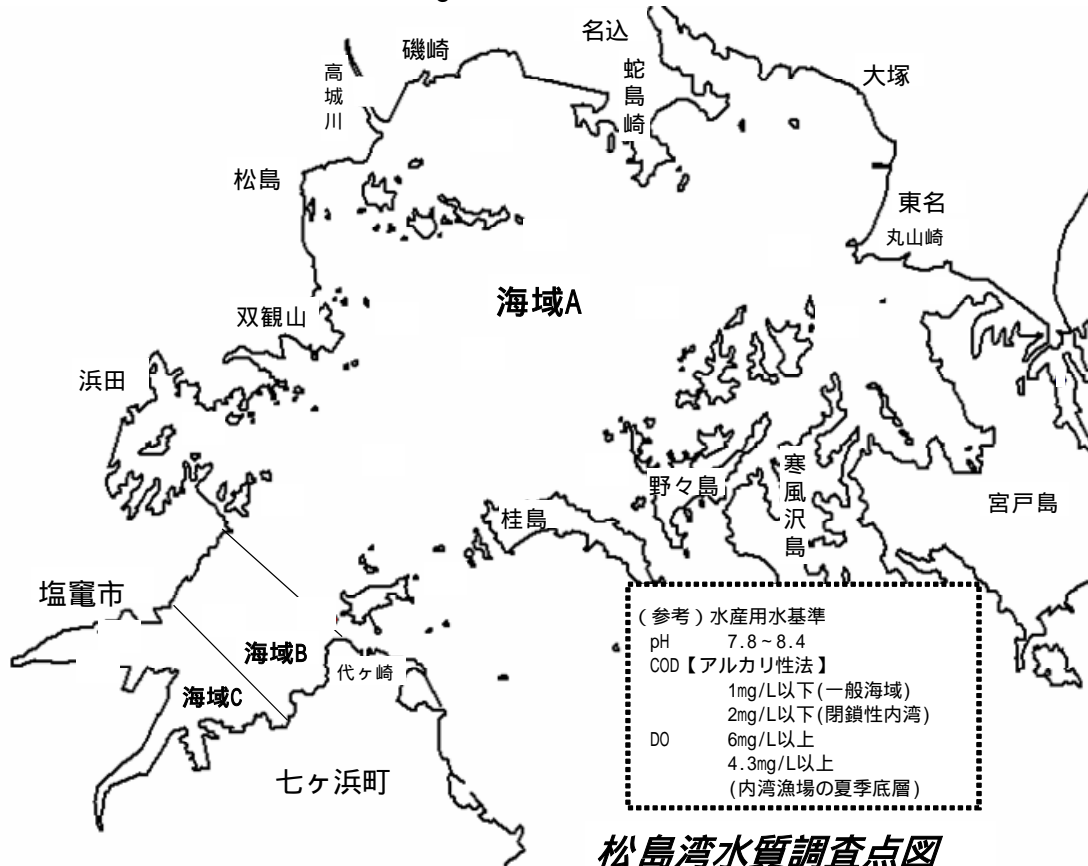 g
名込
磯崎
高城川
蛇島崎
大塚
松島
東名
丸山崎
海域A
双観山
浜田
野々島
寒風沢島
宮戸島
桂島
塩竈市
海域B
代ヶ崎
海域C
七ヶ浜町
(参考)水産用水基準
pH 7.8~8.4
COD【アルカリ性法】
1mg/L以下(一般海域)
2mg/L以下(閉鎖性内湾)
DO 6mg/L以上
4.3mg/L以上
(内湾漁場の夏季底層)
松島湾水質調査点図